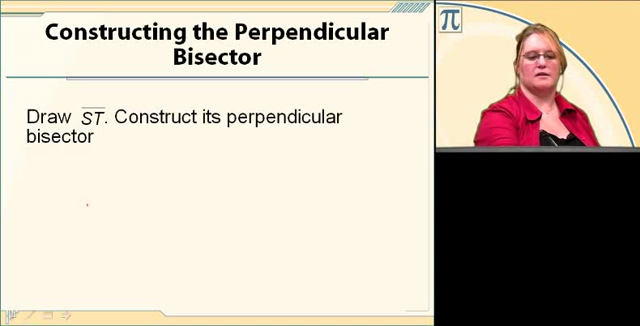 Constructing the Perpendicular
Bisector
π
Draw ST. Construct its perpendicular
bisector